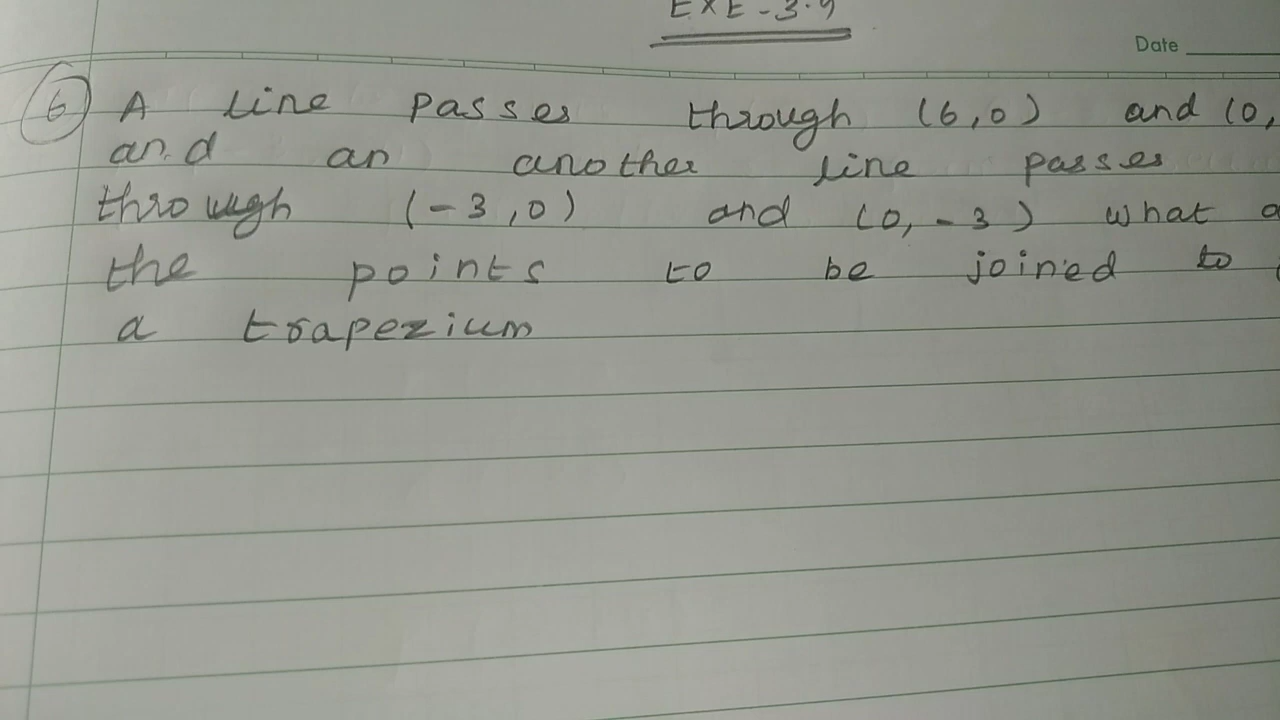 EXE - 3.9
Date
6 A line passes through (6,0) and (0,
and an another line passes
through (-3,0) and (0,-3) what
the points to be joined to
a trapezium